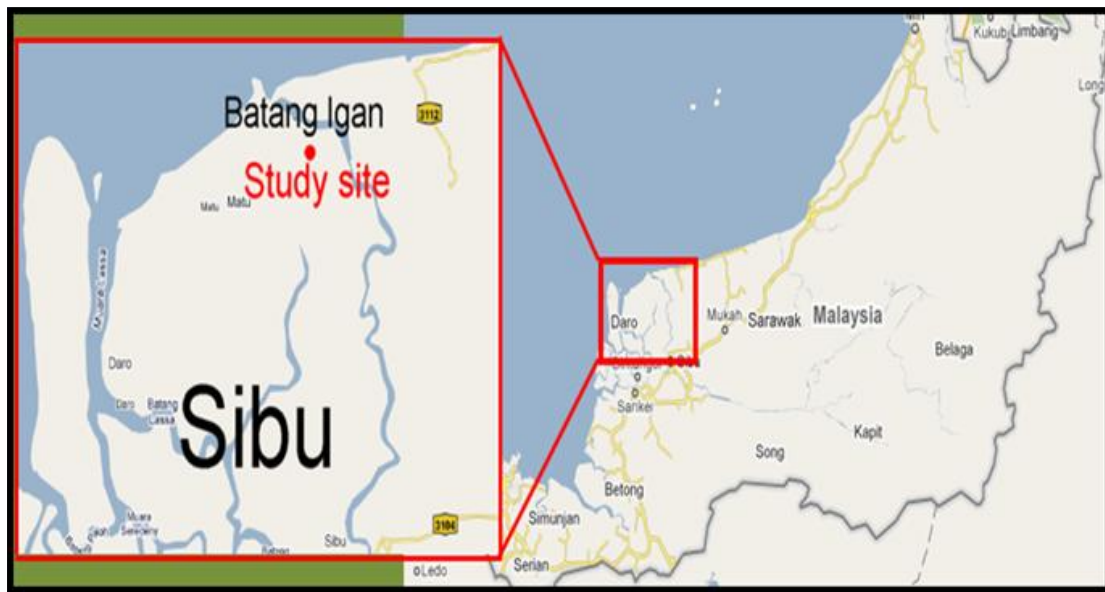 Batang Igan
3112
Study site
Matu
Matu
Muara Lassa
Daro
Daro
Batang
Lassa
Sibu
Muara
Sibu
3104
Kukub
Limbang
Long
Daro
Mukah
Sarawak
Malaysia
Belaga
Sarikei
Kapit
Song
Betong
Simunjan
Serian
Ledo